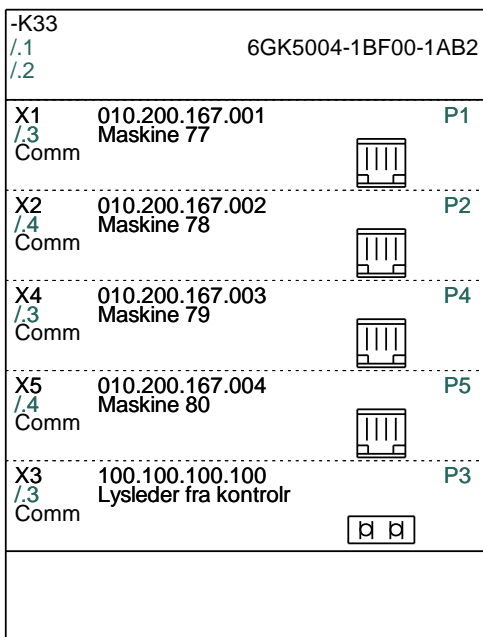 -K33
/.1 6GK5004-1BF00-1AB2
/.2
X1 010.200.167.001 P1
/.3 Maskine 77
Comm
X2 010.200.167.002 P2
/.4 Maskine 78
Comm
X4 010.200.167.003 P4
/.3 Maskine 79
Comm
X5 010.200.167.004 P5
/.4 Maskine 80
Comm
X3 100.100.100.100 P3
/.3 Lysleder fra kontrolr
Comm